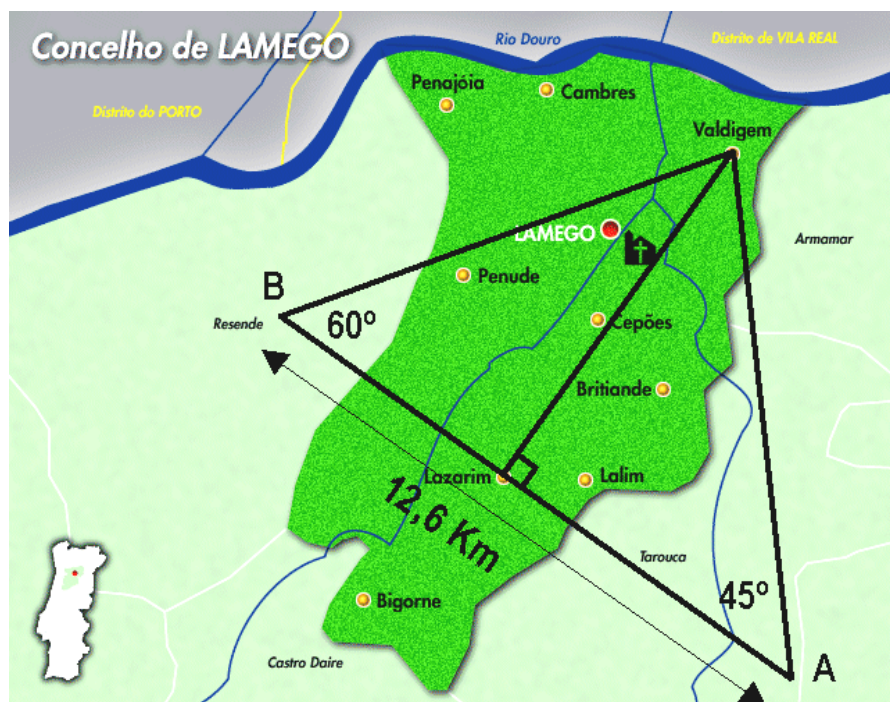 Concelho de LAMEGO
Rio Douro
Distrito de VILA REAL
Distrito do PORTO
Penajóia
Cambres
Valdigem
LAMEGO
Armamar
B
Penude
Resende
60º
Cepões
Britiande
Lazarim
Lalim
12,6 Km
Tarouca
45º
Bigorne
Castro Daire
A